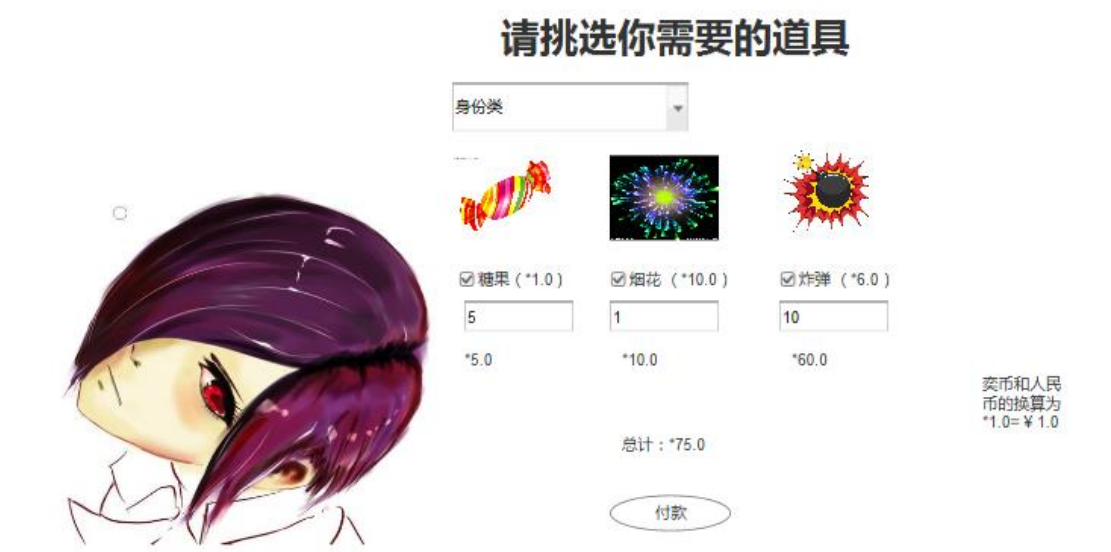 请挑选你需要的道具
身份类
糖果（*1.0）
烟花 （*10.0）
炸弹 （*6.0）
5
1
10
*5.0
*10.0
*60.0
奕币和人民
币的换算为
*1.0=￥1.0
总计：*75.0
付款